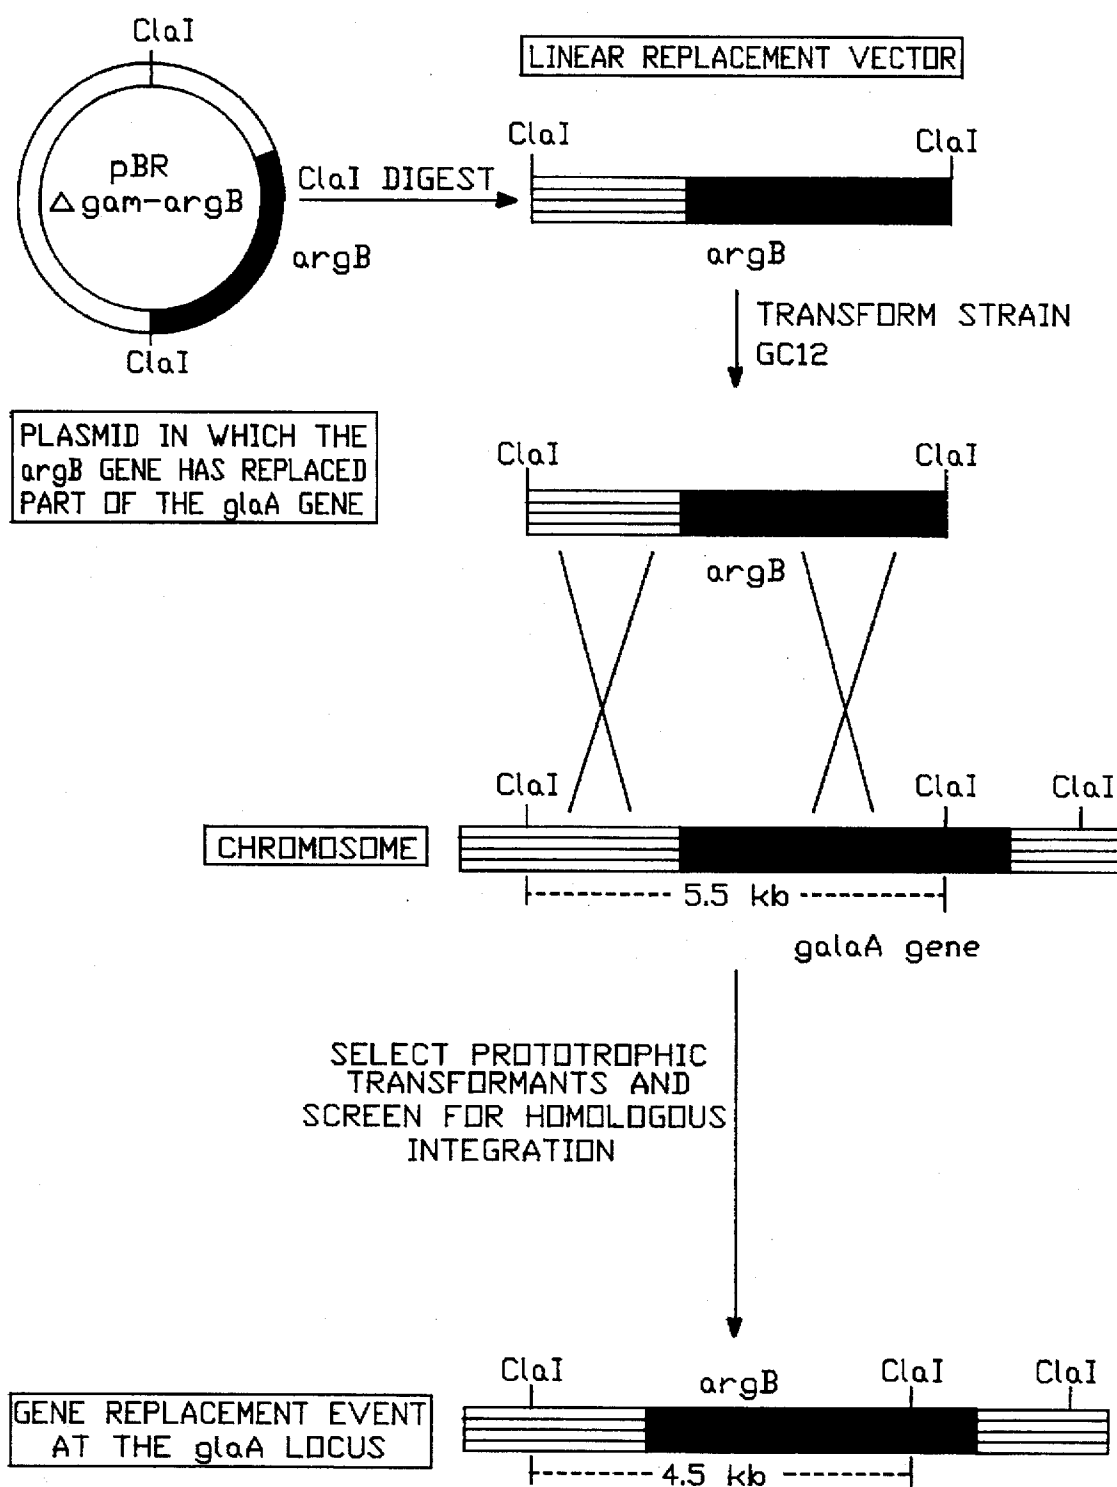 ClaI
LINEAR REPLACEMENT VECTOR
pBR
△gam-argB
argB
ClaI
ClaI DIGEST
ClaI
ClaI
argB
TRANSFORM STRAIN
GC12
PLASMID IN WHICH THE
argB GENE HAS REPLACED
PART OF THE glaA GENE
ClaI
ClaI
argB
ClaI
ClaI
ClaI
CHROMOSOME
5.5 kb
galaA gene
SELECT PROTOTROPHIC
TRANSFORMANTS AND
SCREEN FOR HOMOLOGOUS
INTEGRATION
ClaI
argB
ClaI
ClaI
GENE REPLACEMENT EVENT
AT THE glaA LOCUS
4.5 kb